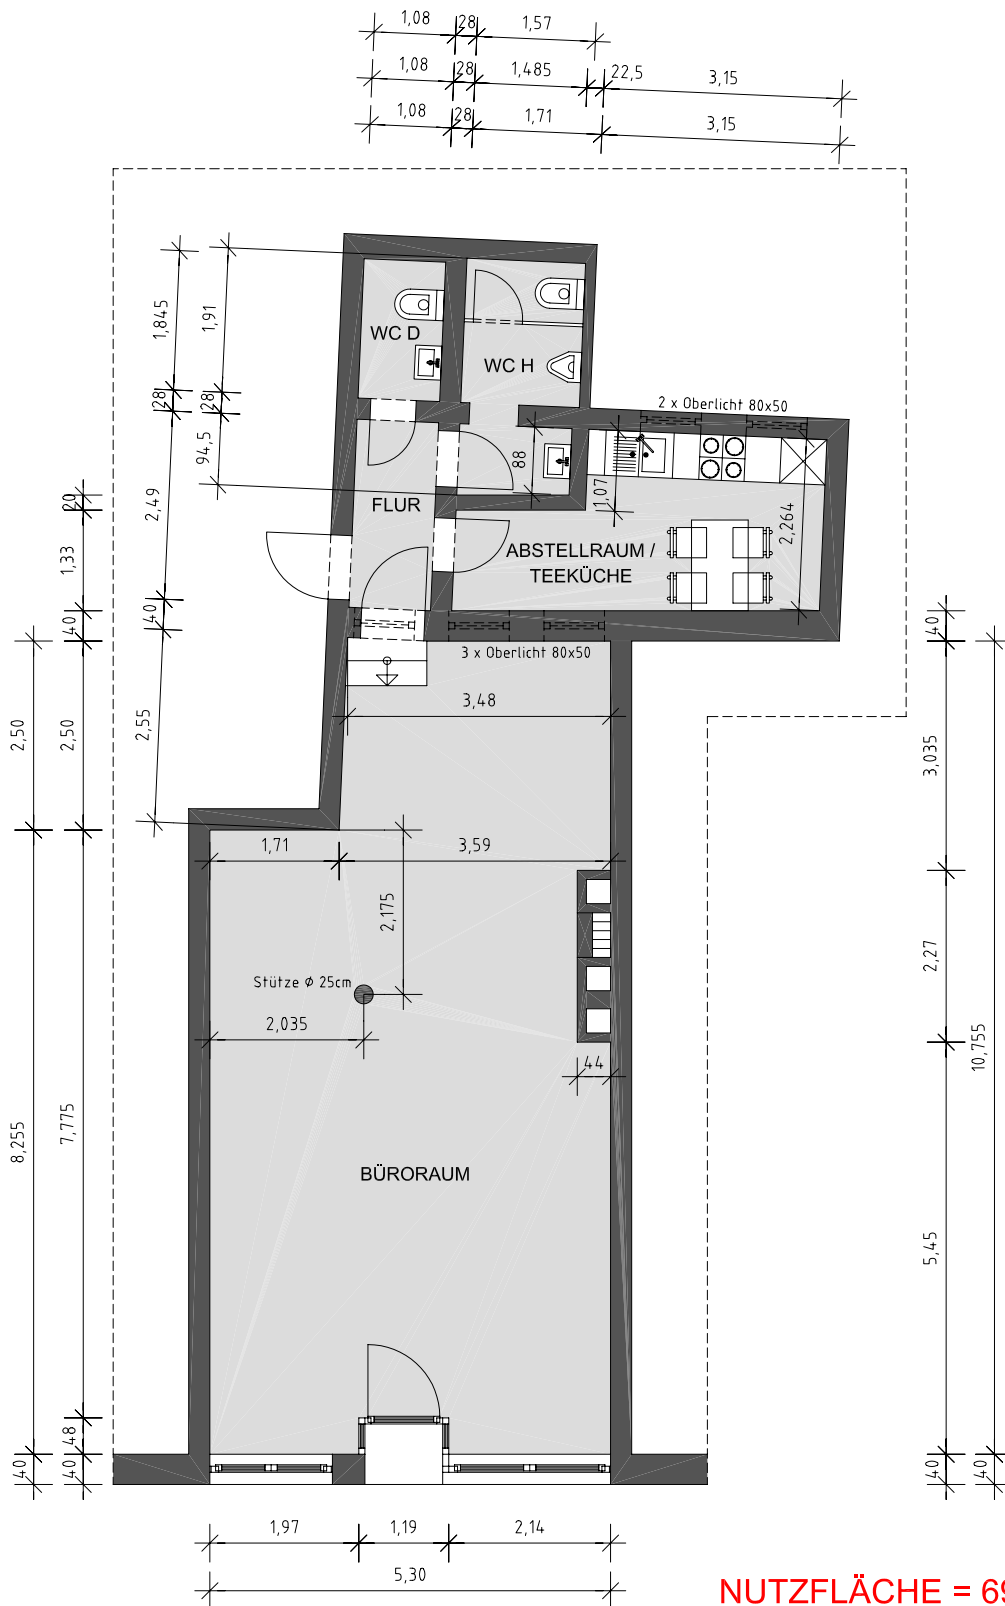 1,08 28 1,57
1,08 28 1,485 22,5 3,15
1,08 28 1,71 3,15
1,845
1,91
28
28
94,5
2,49
20
1,33
40
40
2,55
2,50
2,50
WC D
WC H
2 x Oberlicht 80x50
88
1,07
2,264
FLUR
ABSTELLRAUM /
TEEKÜCHE
3 x Oberlicht 80x50
3,48
40
3,035
1,71 3,59
2,175
2,27
Stütze Ø 25cm
2,035
44
10,755
8,255
7,775
BÜRORAUM
5,45
48
40
40
40
40
1,97 1,19 2,14
5,30
NUTZFLÄCHE =